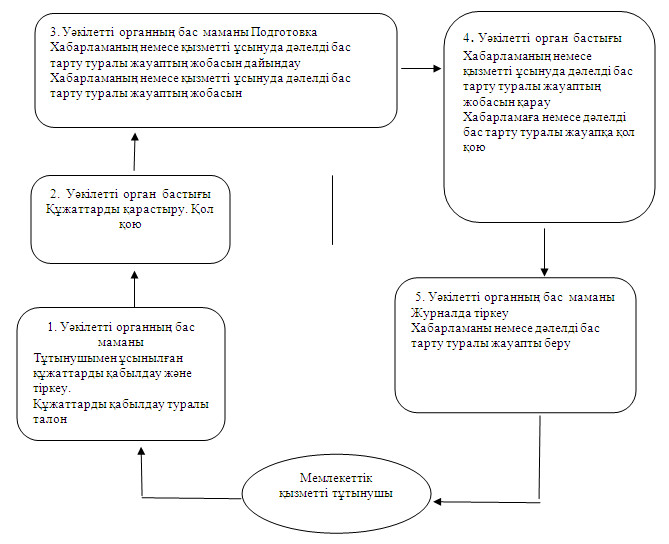 3. Уәкілетті органның бас маманы Подготовка
Хабарламаның немесе қызметті ұсынуда дәлелді бас
тарту туралы жауаптың жобасын дайындау
Хабарламаның немесе қызметті ұсынуда дәлелді бас
тарту туралы жауаптың жобасын
4. Уәкілетті орган бастығы
Хабарламаның немесе
қызметті ұсынуда дәлелді бас
тарту туралы жауаптың
жобасын қарау
Хабарламаға немесе дәлелді
бас тарту туралы жауапқа қол
қою
2. Уәкілетті орган бастығы
Құжаттарды қарастыру. Қол
қою
5. Уәкілетті органның бас маманы
Журналда тіркеу
Хабарламаны немесе дәлелді бас
тарту туралы жауапты беру
1. Уәкілетті органның бас
маманы
Тұтынушымен ұсынылған
құжаттарды қабылдау және
тіркеу.
Құжаттарды қабылдау туралы
талон
Мемлекеттік
қызметті тұтынушы